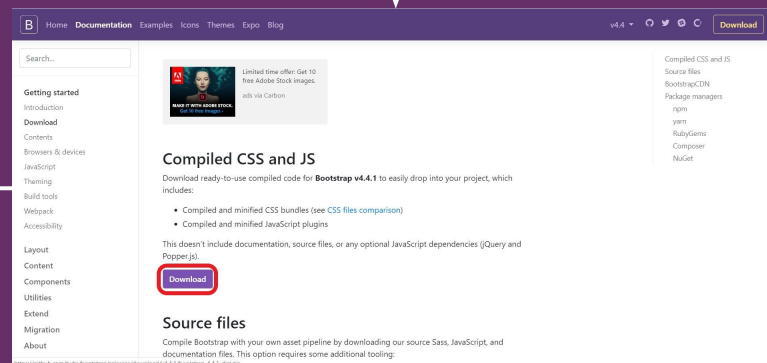 B Home Documentation Examples Icons Themes Expo Blog v4.4 Download
Search...
Getting started
Introduction
Download
Contents
Browsers & devices
JavaScript
Theming
Build tools
Webpack
Accessibility
Layout
Content
Components
Utilities
Extend
Migration
About
Adobe
MAKE IT WITH ADOBE STOCK.
Get 10 free images ›
Limited time offer: Get 10
free Adobe Stock images.
ads via Carbon
Compiled CSS and JS
Download ready-to-use compiled code for Bootstrap v4.4.1 to easily drop into your project, which
includes:
• Compiled and minified CSS bundles (see CSS files comparison)
• Compiled and minified JavaScript plugins
This doesn't include documentation, source files, or any optional JavaScript dependencies (jQuery and
Popper.js).
Download
Source files
Compile Bootstrap with your own asset pipeline by downloading our source Sass, JavaScript, and
documentation files. This option requires some additional tooling:
Compiled CSS and JS
Source files
BootstrapCDN
Package managers
npm
yarn
RubyGems
Composer
NuGet